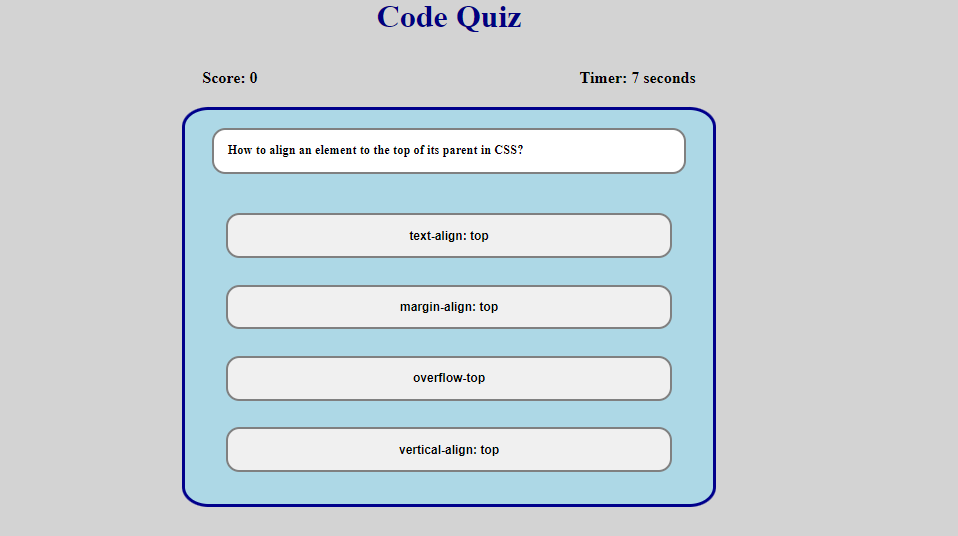 Code Quiz
Score: 0
Timer: 7 seconds
How to align an element to the top of its parent in CSS?
text-align: top
margin-align: top
overflow-top
vertical-align: top